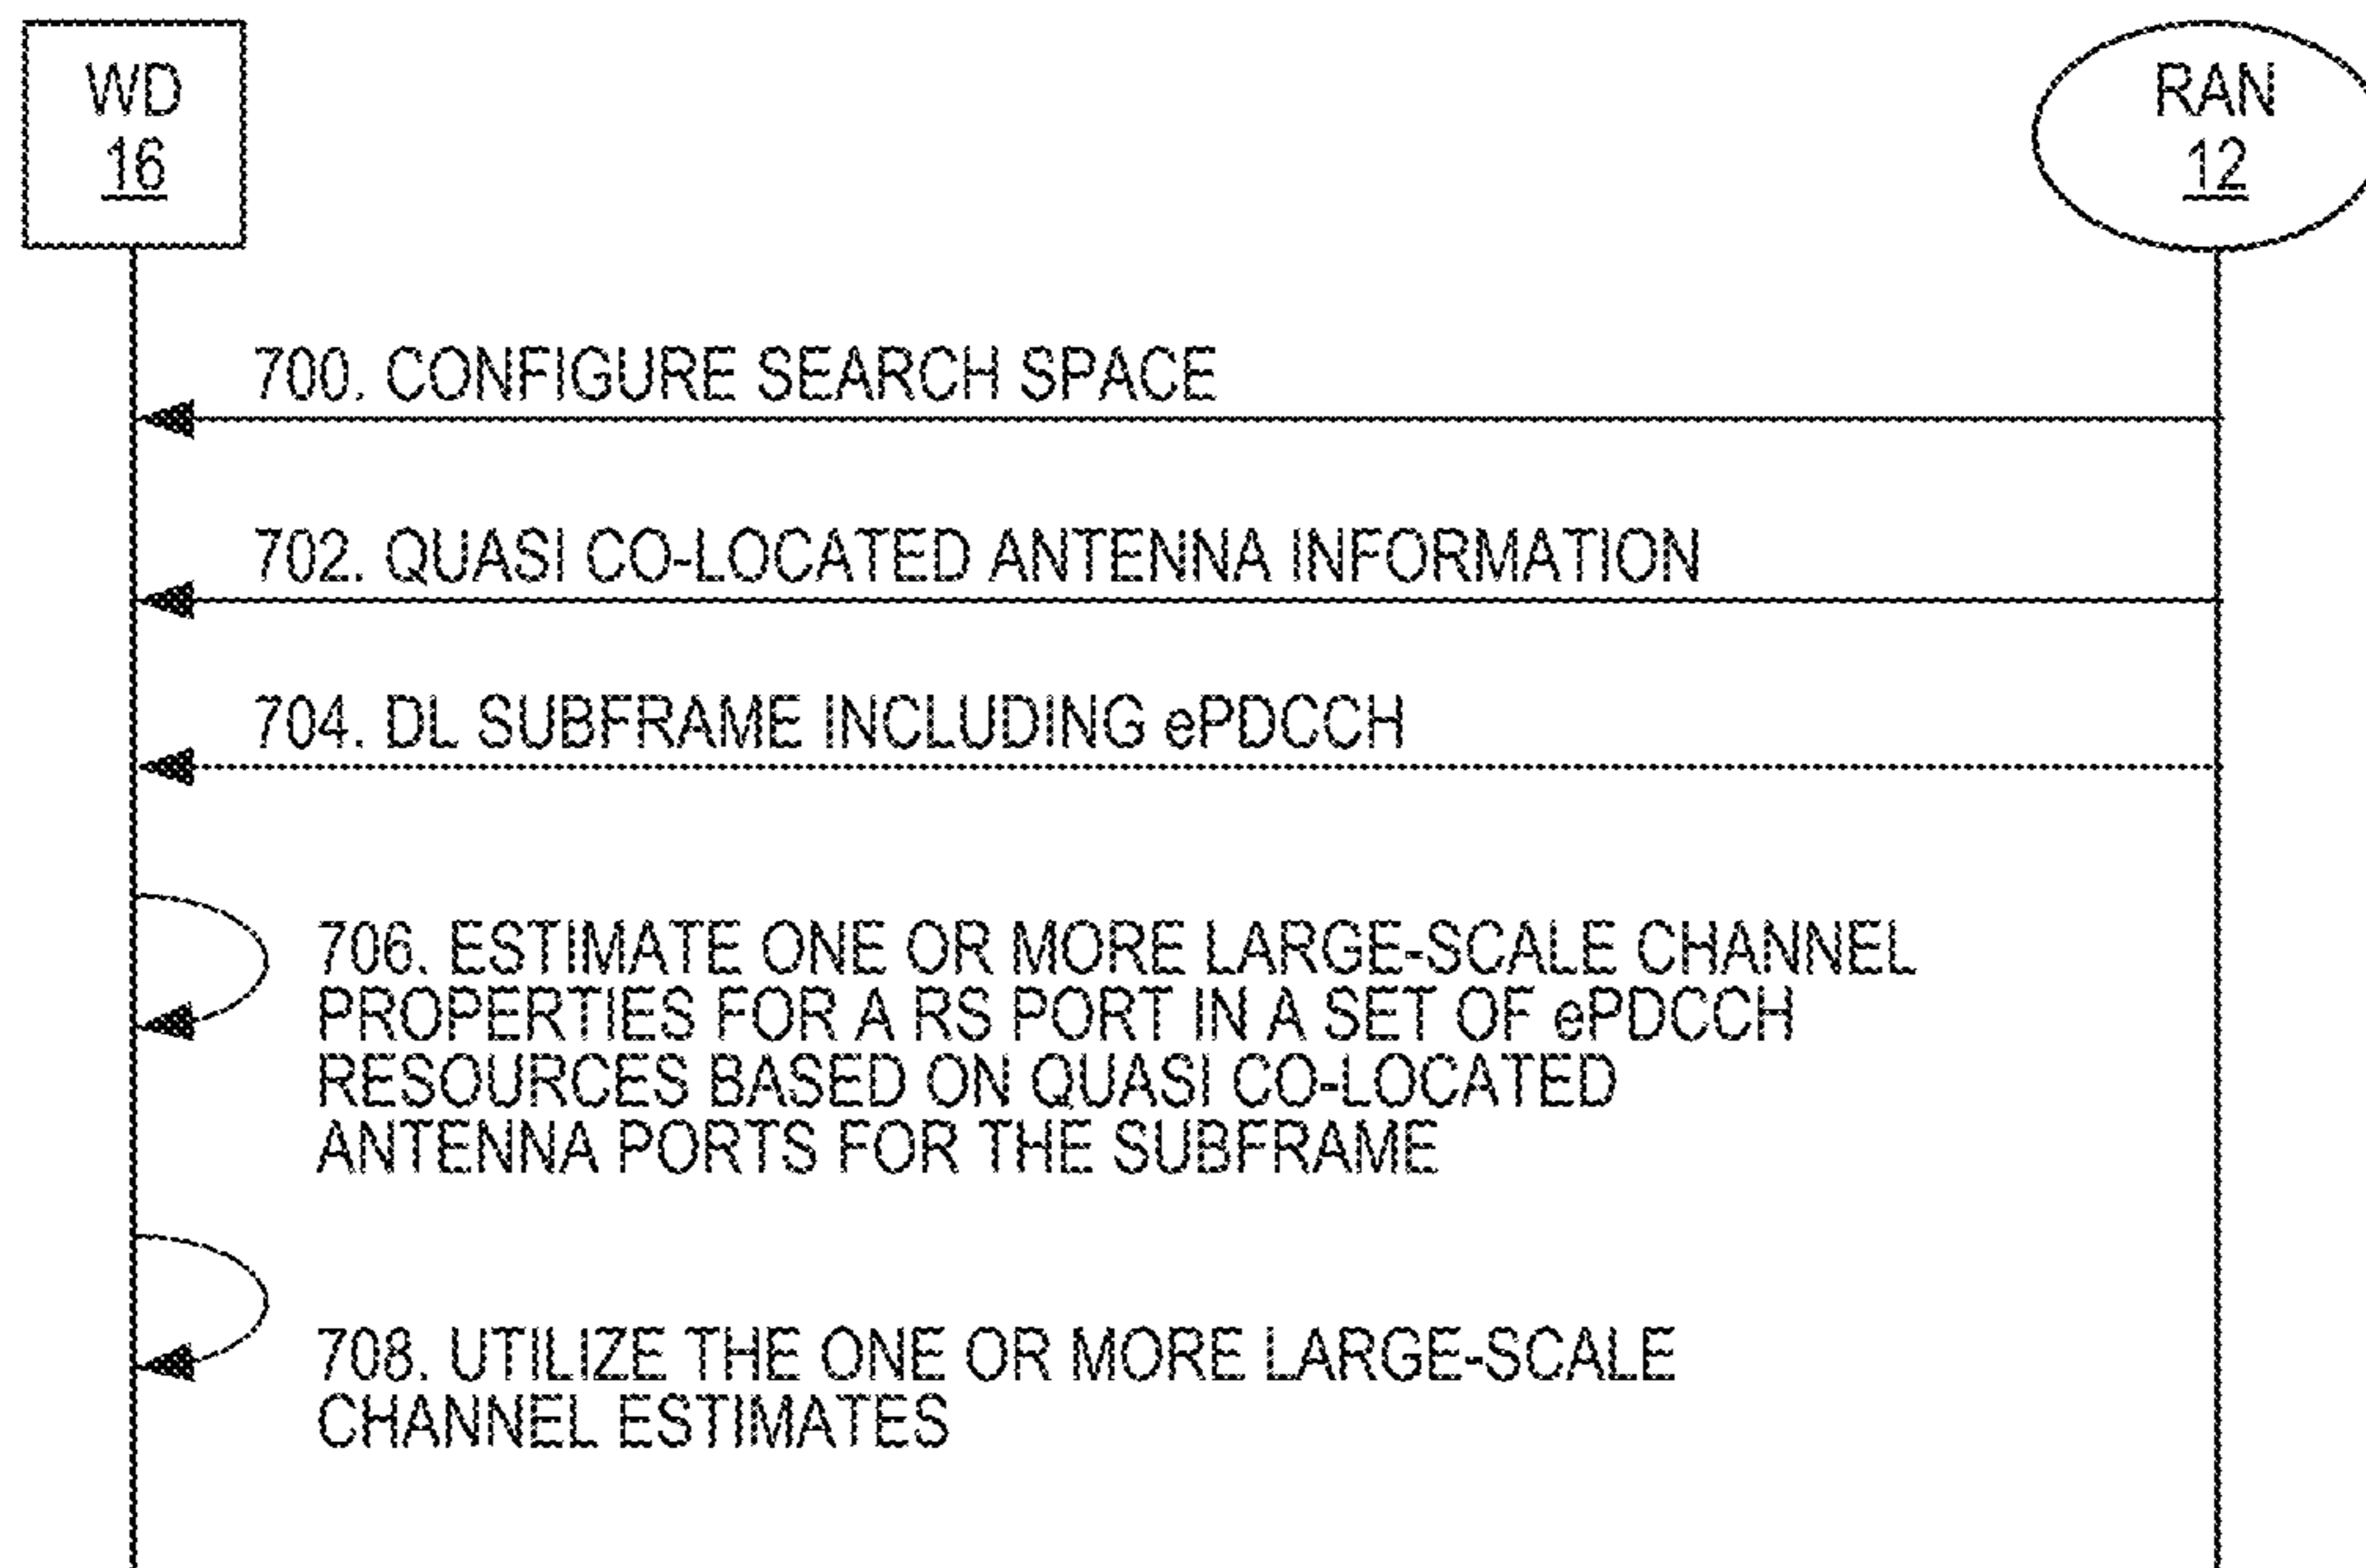 WD
16
RAN
12
700. CONFIGURE SEARCH SPACE
702. QUASI CO-LOCATED ANTENNA INFORMATION
704. DL SUBFRAME INCLUDING ePDCCH
706. ESTIMATE ONE OR MORE LARGE-SCALE CHANNEL
PROPERTIES FOR A RS PORT IN A SET OF ePDCCH
RESOURCES BASED ON QUASI CO-LOCATED
ANTENNA PORTS FOR THE SUBFRAME
708. UTILIZE THE ONE OR MORE LARGE-SCALE
CHANNEL ESTIMATES